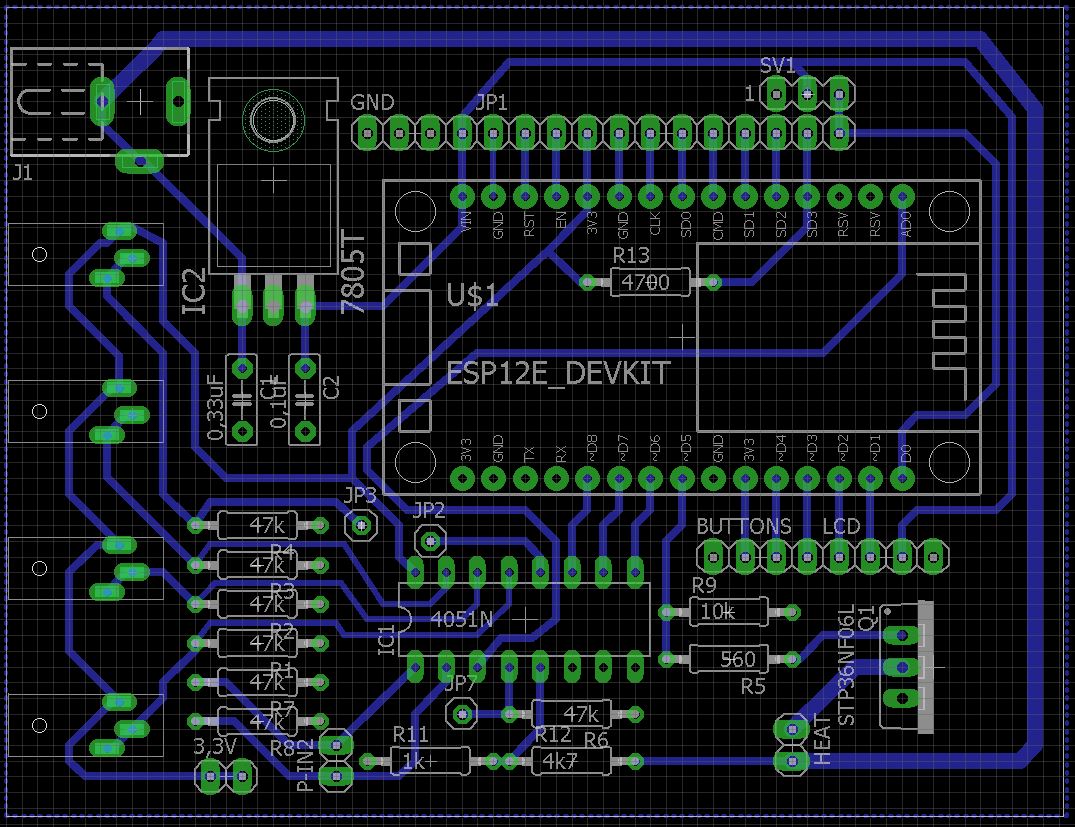 SV1
1
GND
JP1
J1
VIN
GND
RST
EN
3V3
GND
CLK
SD0
CMD
SD1
SD2
SD3
RSV
RSV
AD0
IC2
7805T
R13
4700
U$1
ESP12E_DEVKIT
0,33uF
C1
0,1uF
C2
3V3
GND
TX
RX
~D8
~D7
~D6
~D5
GND
3V3
~D4
~D3
~D2
~D1
D0
JP3
JP2
BUTTONS
LCD
47k
R4
47k
R3
47k
R2
47k
R1
47k
R7
47k
R8
IC1
4051N
R9
10k
560
R5
Q1
STP36NF06L
JP7
47k
R12
R6
R11
1k
4k7
3,3V
P-IN2
HEAT